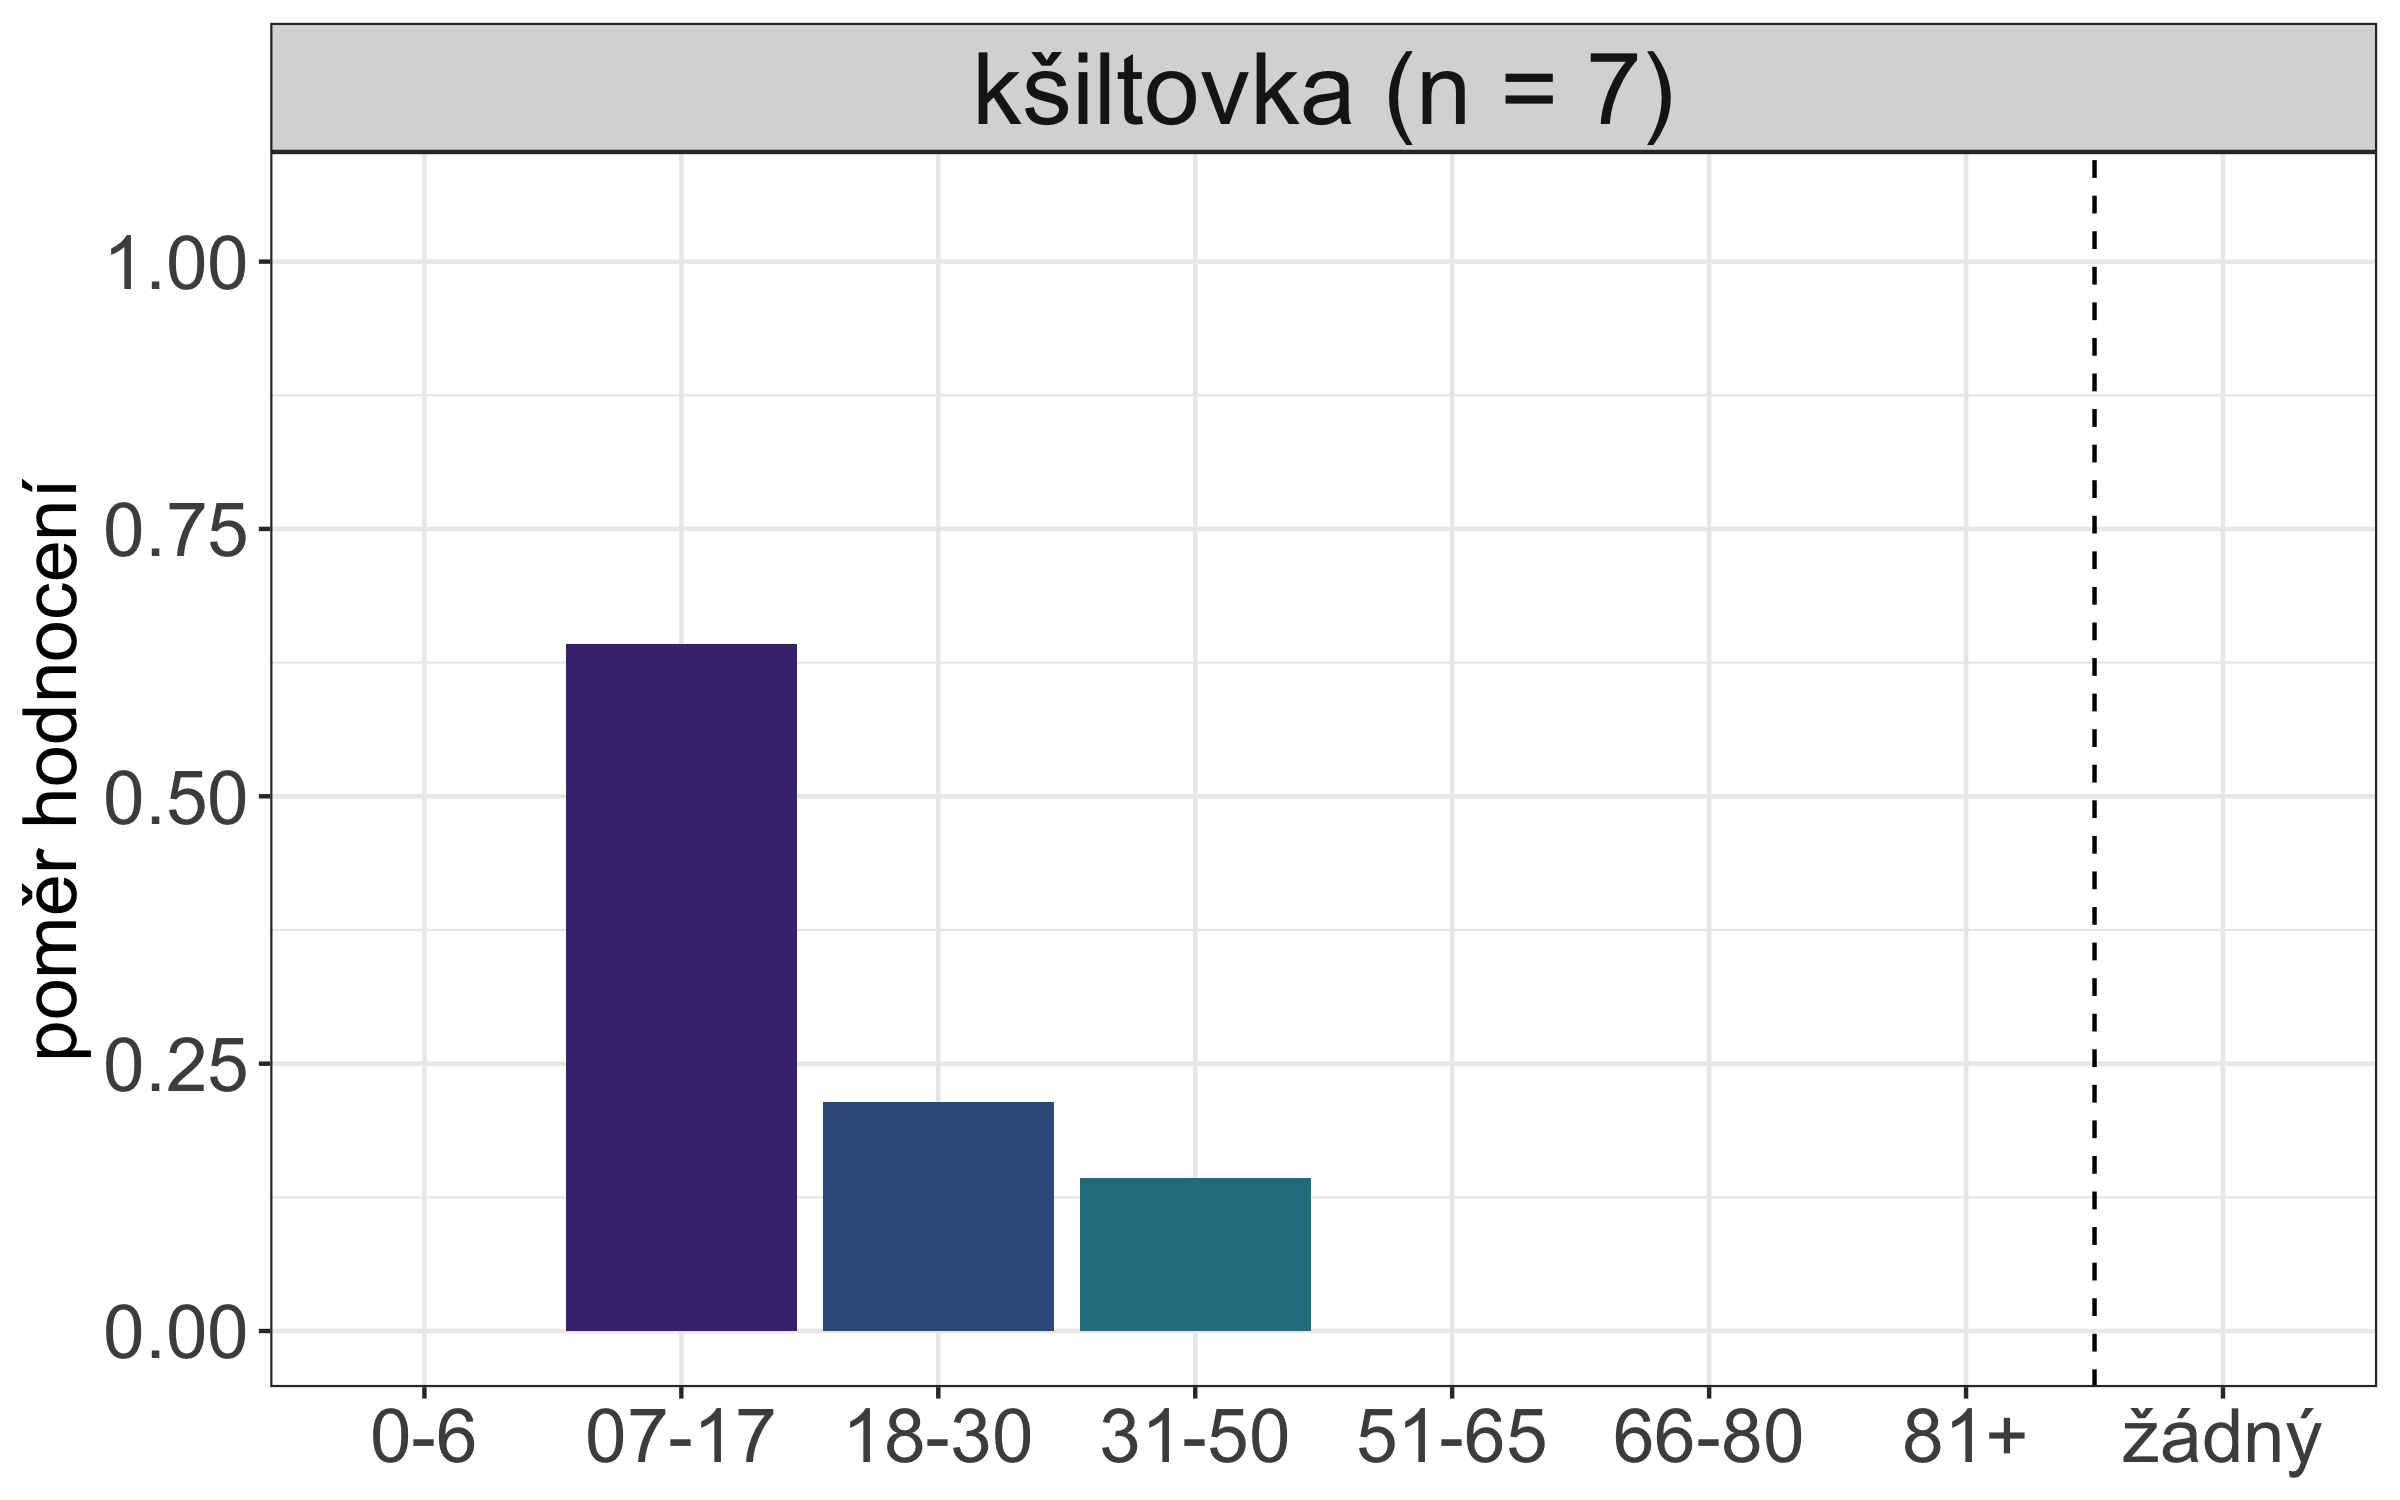 kšiltovka (n = 7)
poměr hodnocení
1.00
0.75
0.50
0.25
0.00
0-6 07-17 18-30 31-50 51-65 66-80 81+ žádný